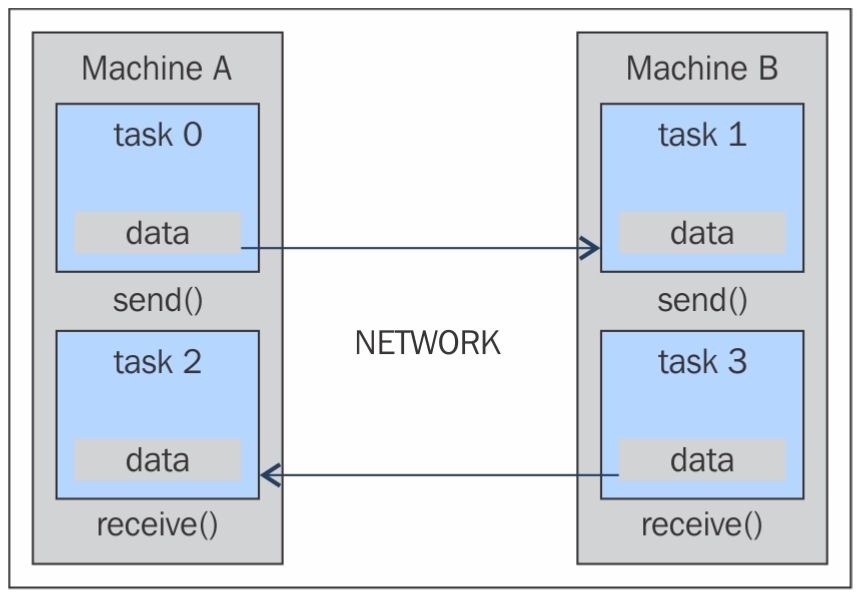 Machine A
task 0
data
send()
task 2
data
receive()
NETWORK
Machine B
task 1
data
send()
task 3
data
receive()